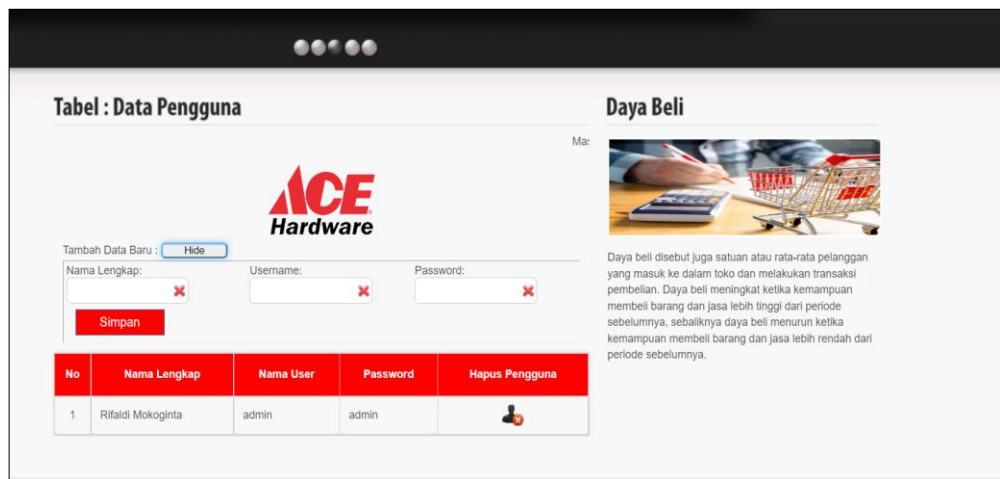 Tabel : Data Pengguna
Mas
ACE
Hardware
Tambah Data Baru : Hide
Nama Lengkap: Username: Password:
Simpan
No Nama Lengkap Nama User Password Hapus Pengguna
1 Rifaldi Mokoginta admin admin
Daya Beli
Daya beli disebut juga satuan atau rata-rata pelanggan
yang masuk ke dalam toko dan melakukan transaksi
pembelian. Daya beli meningkat ketika kemampuan
membeli barang dan jasa lebih tinggi dari periode
sebelumnya, sebaliknya daya beli menurun ketika
kemampuan membeli barang dan jasa lebih rendah dari
periode sebelumnya.